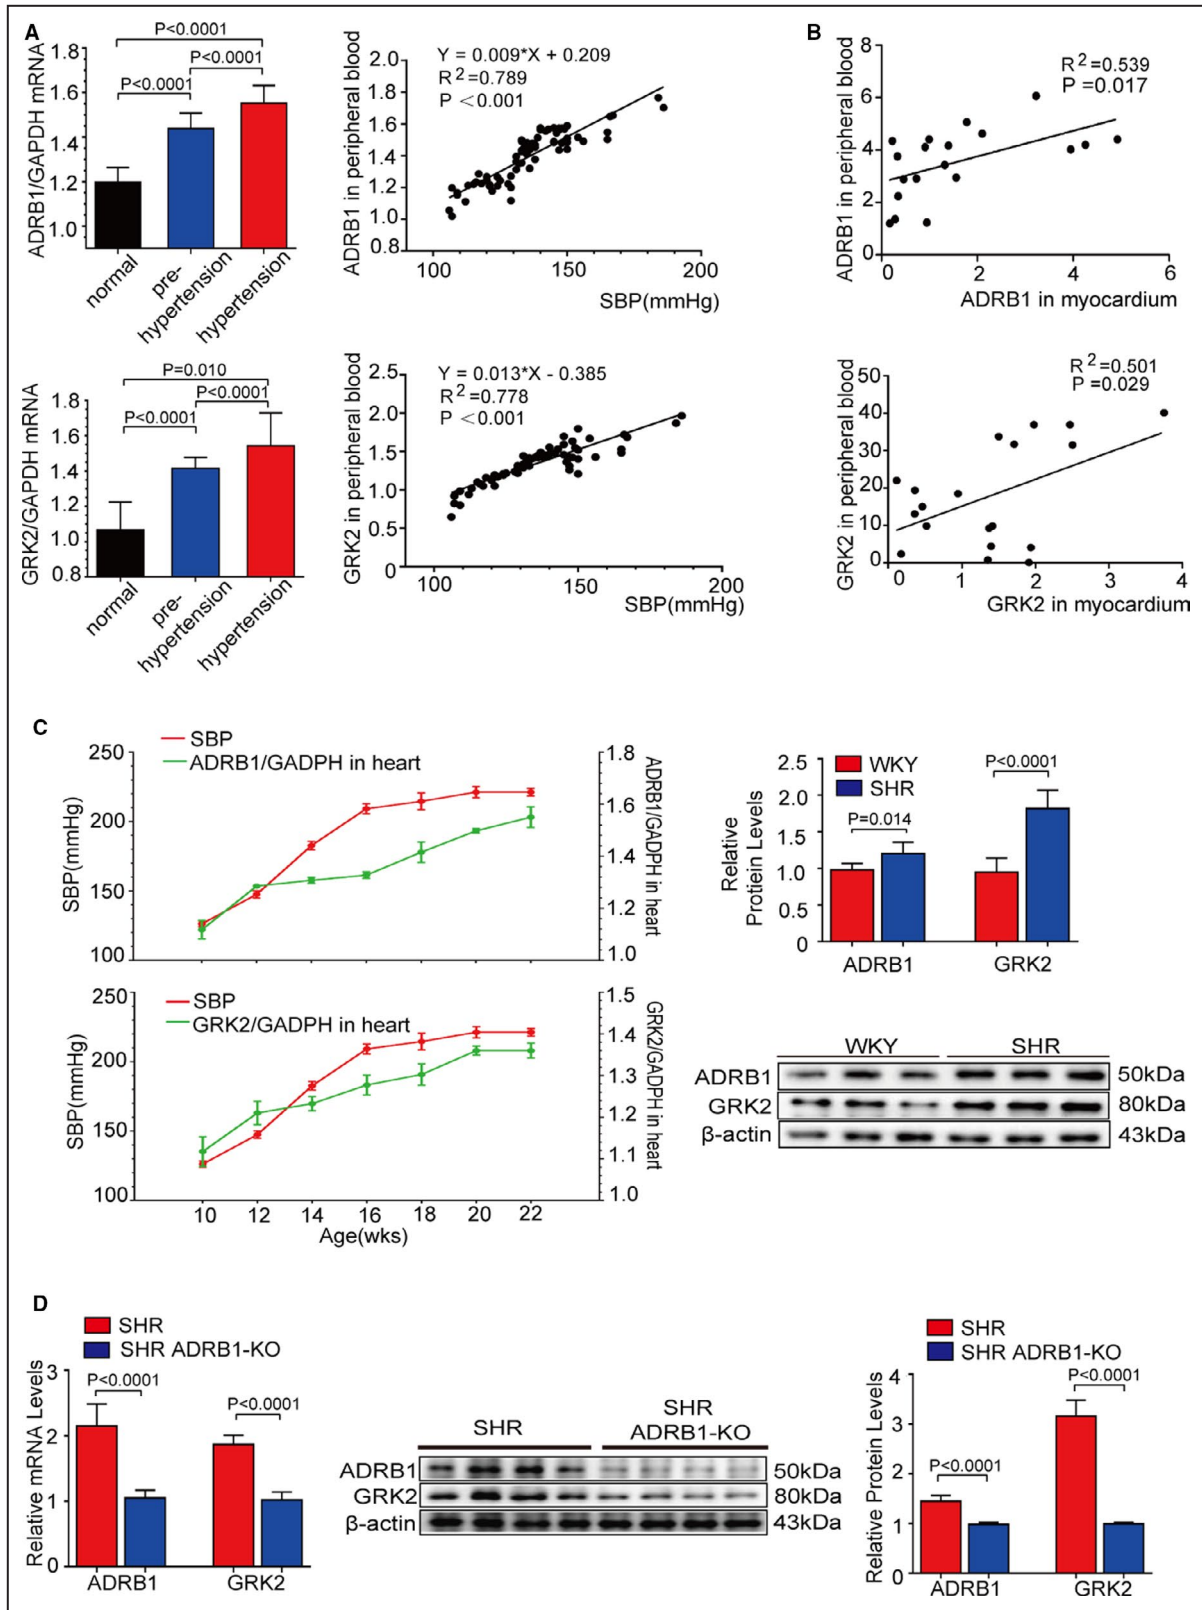 A
ADRB1/GAPDH mRNA
1.8
1.6
1.4
1.2
1.0
P<0.0001
P<0.0001
P<0.0001
normal
pre-
hypertension
hypertension
ADRB1 in peripheral blood
2.0
1.8
1.6
1.4
1.2
1.0
0.8
Y = 0.009*X + 0.209
R2=0.789
P <0.001
100
150
200
SBP(mmHg)
B
ADRB1 in peripheral blood
8
6
4
2
0
R2=0.539
P =0.017
0
2
4
6
ADRB1 in myocardium
GRK2/GAPDH mRNA
1.8
1.6
1.4
1.2
1.0
0.8
P=0.010
P<0.0001
P<0.0001
normal
pre-
hypertension
hypertension
GRK2 in peripheral blood
2.5
2.0
1.5
1.0
0.5
0
Y = 0.013*X - 0.385
R2=0.778
P <0.001
100
150
200
SBP(mmHg)
GRK2 in peripheral blood
50
40
30
20
10
0
R2=0.501
P =0.029
0
1
2
3
4
GRK2 in myocardium
C
SBP(mmHg)
250
200
150
100
SBP
ADRB1/GADPH in heart
1.8
1.6
1.4
1.2
1.0
ADRB1/GADPH in heart
SBP(mmHg)
250
200
150
100
SBP
GRK2/GADPH in heart
1.5
1.4
1.3
1.2
1.1
1.0
GRK2/GADPH in heart
10
12
14
16
18
20
22
Age(wks)
Relative
Protiein Levels
2.5
2.0
1.5
1.0
0.5
0
WKY
SHR
P=0.014
P<0.0001
ADRB1
GRK2
WKY
SHR
ADRB1
50kDa
GRK2
80kDa
β-actin
43kDa
D
SHR
SHR ADRB1-KO
Relative mRNA Levels
3
2
1
0
P<0.0001
P<0.0001
ADRB1
GRK2
SHR
SHR
ADRB1-KO
ADRB1
50kDa
GRK2
80kDa
β-actin
43kDa
SHR
SHR ADRB1-KO
Relative Protein Levels
4
3
2
1
0
P<0.0001
P<0.0001
ADRB1
GRK2